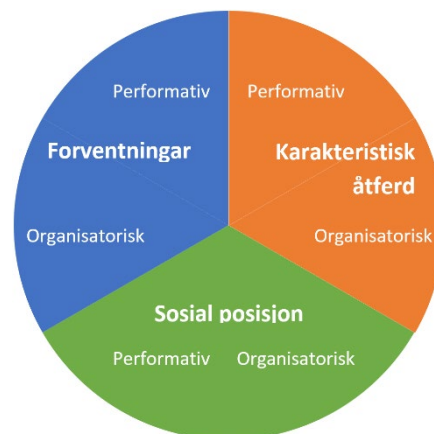 Performativ
Performativ
Forventningar
Karakteristisk
åtferd
Organisatorisk
Organisatorisk
Sosial posisjon
Performativ
Organisatorisk